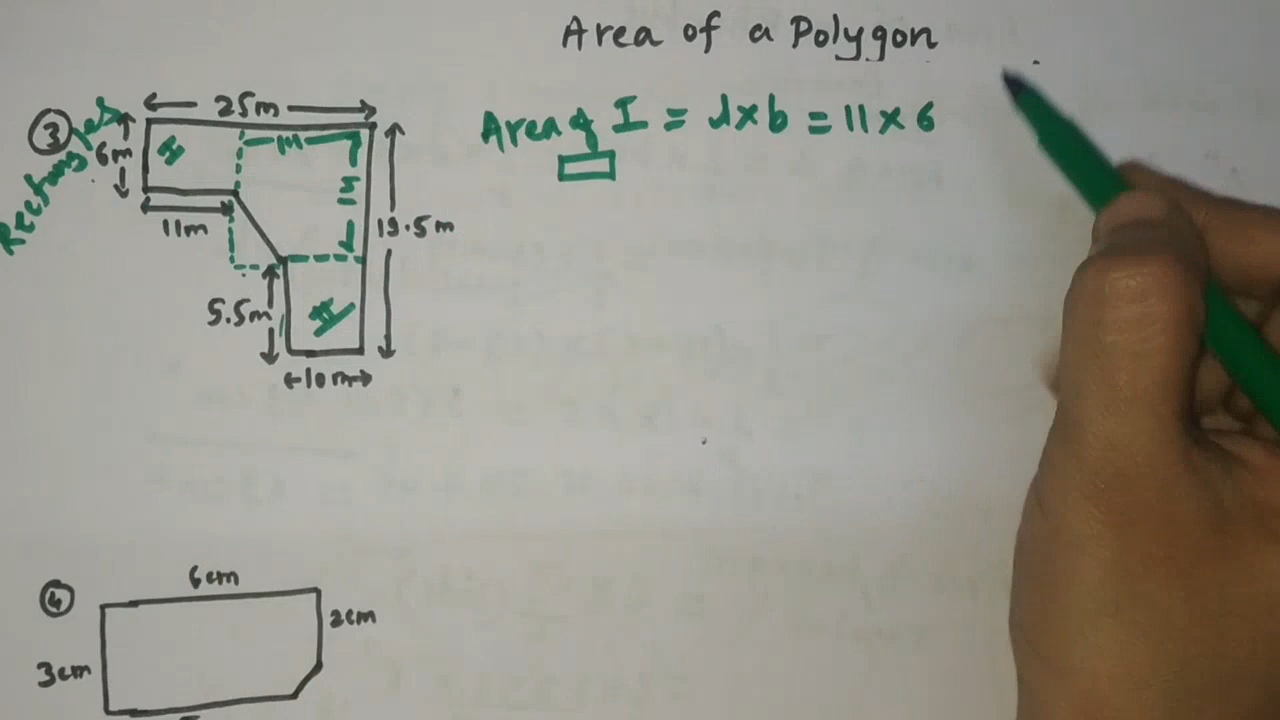 Area of a Polygon
③
25m
Area of I = l×b = 11 × 6
Rectangles
6m
I
11m
19.5m
5.5m
II
10m
④
6cm
2cm
3cm